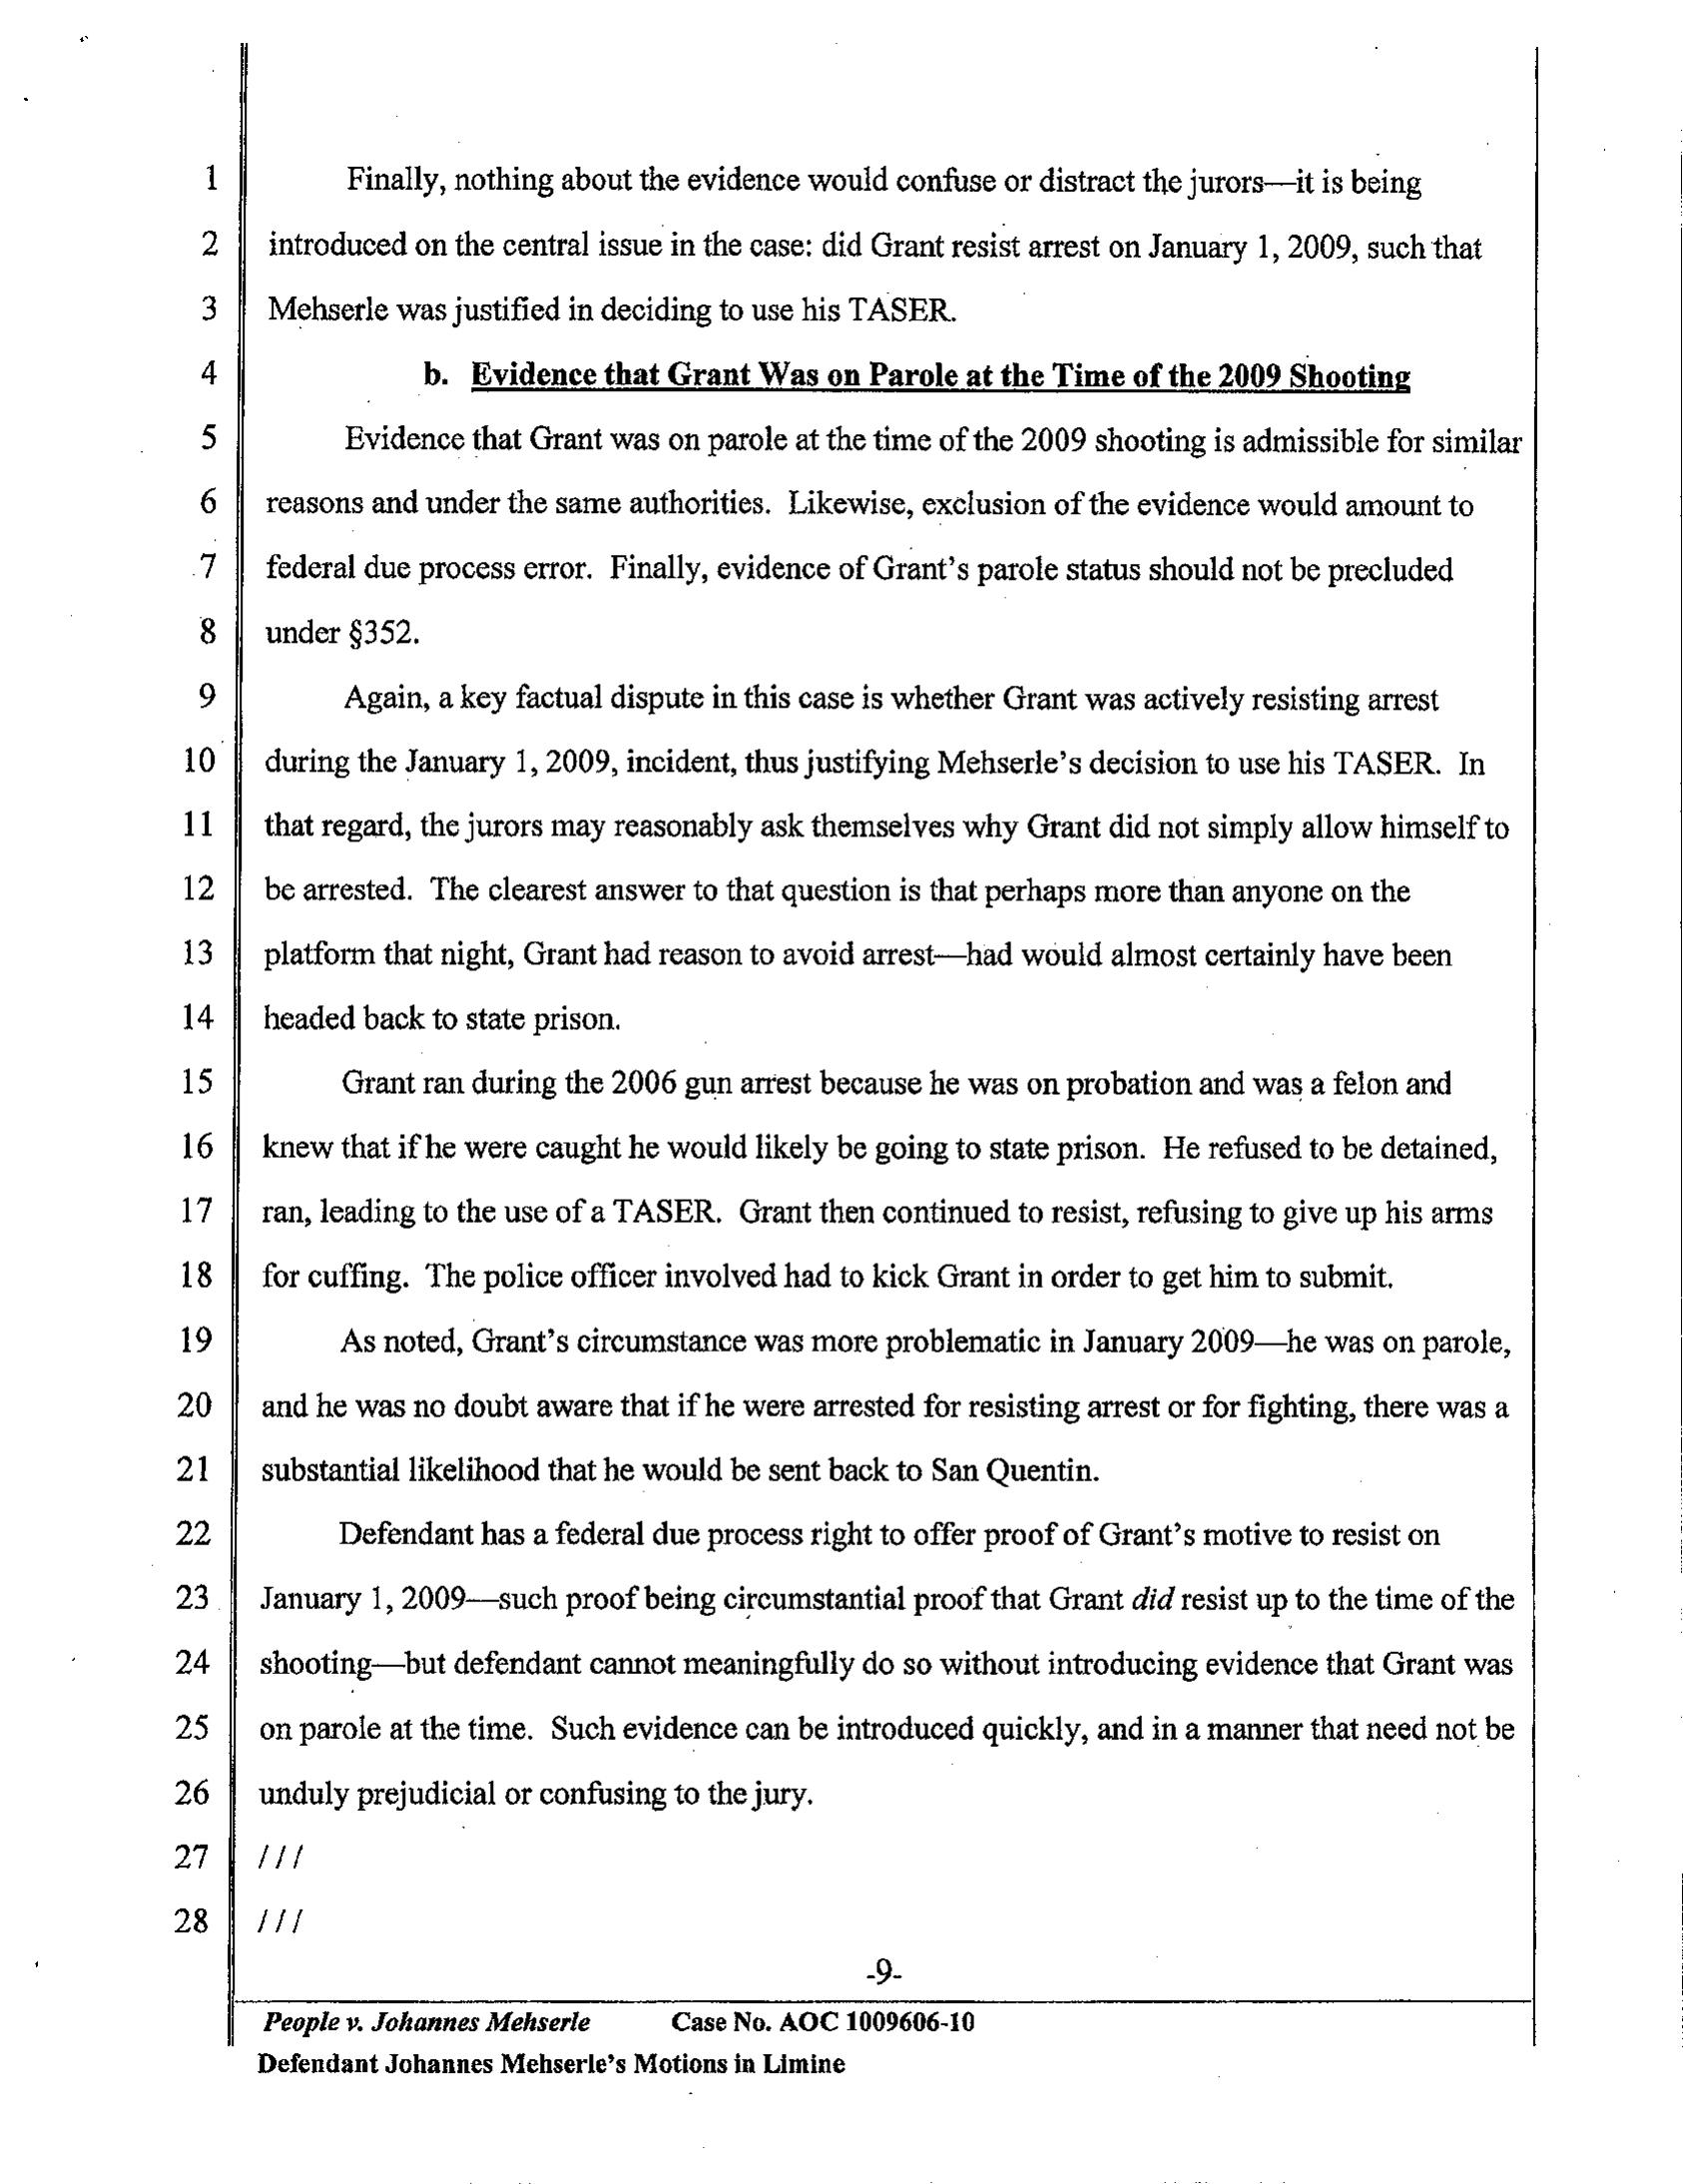 1 Finally, nothing about the evidence would confuse or distract the jurors—it is being
2 introduced on the central issue in the case: did Grant resist arrest on January 1, 2009, such that
3 Mehserle was justified in deciding to use his TASER.
4 b. Evidence that Grant Was on Parole at the Time of the 2009 Shooting
5 Evidence that Grant was on parole at the time of the 2009 shooting is admissible for similar
6 reasons and under the same authorities. Likewise, exclusion of the evidence would amount to
7 federal due process error. Finally, evidence of Grant's parole status should not be precluded
8 under §352.
9 Again, a key factual dispute in this case is whether Grant was actively resisting arrest
10 during the January 1, 2009, incident, thus justifying Mehserle's decision to use his TASER. In
11 that regard, the jurors may reasonably ask themselves why Grant did not simply allow himself to
12 be arrested. The clearest answer to that question is that perhaps more than anyone on the
13 platform that night, Grant had reason to avoid arrest—had would almost certainly have been
14 headed back to state prison.
15 Grant ran during the 2006 gun arrest because he was on probation and was a felon and
16 knew that if he were caught he would likely be going to state prison. He refused to be detained,
17 ran, leading to the use of a TASER. Grant then continued to resist, refusing to give up his arms
18 for cuffing. The police officer involved had to kick Grant in order to get him to submit.
19 As noted, Grant's circumstance was more problematic in January 2009—he was on parole,
20 and he was no doubt aware that if he were arrested for resisting arrest or for fighting, there was a
21 substantial likelihood that he would be sent back to San Quentin.
22 Defendant has a federal due process right to offer proof of Grant's motive to resist on
23 January 1, 2009—such proof being circumstantial proof that Grant did resist up to the time of the
24 shooting—but defendant cannot meaningfully do so without introducing evidence that Grant was
25 on parole at the time. Such evidence can be introduced quickly, and in a manner that need not be
26 unduly prejudicial or confusing to the jury.
27 / / /
28 / / /
-9-
People v. Johannes Mehserle Case No. AOC 1009606-10
Defendant Johannes Mehserle's Motions in Limine